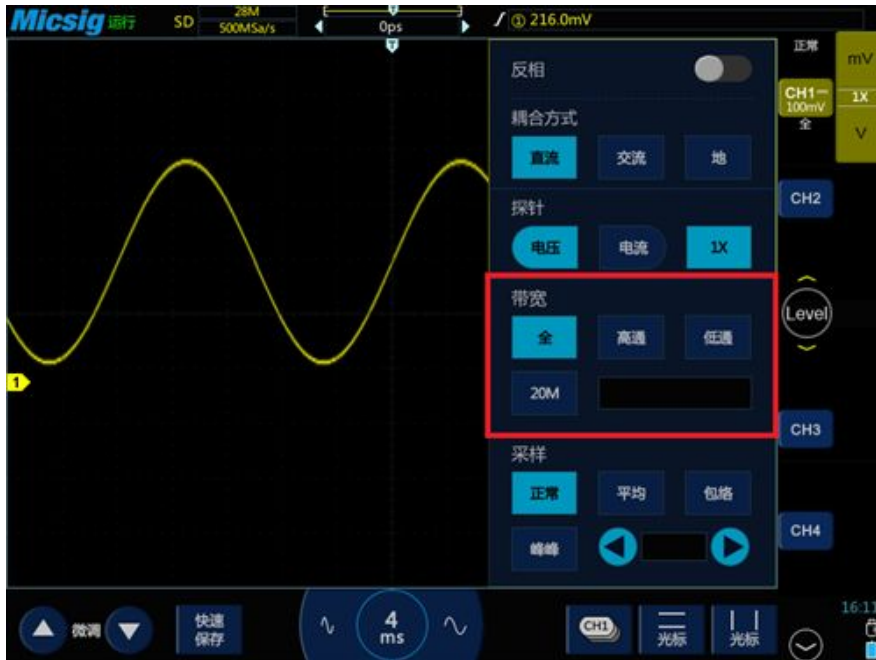 Micsig 运行 SD 28M 500MSa/s 0ps ① 216.0mV
T
T
反相
正常
mV
CH1
100mV
1X
全
V
耦合方式
直流 交流 地
CH2
探针
电压 电流 1X
带宽
全 高通 低通
Level
20M
1
CH3
采样
正常 平均 包络
CH4
峰峰
微调
快速
保存
4
ms
CH1
光标
光标